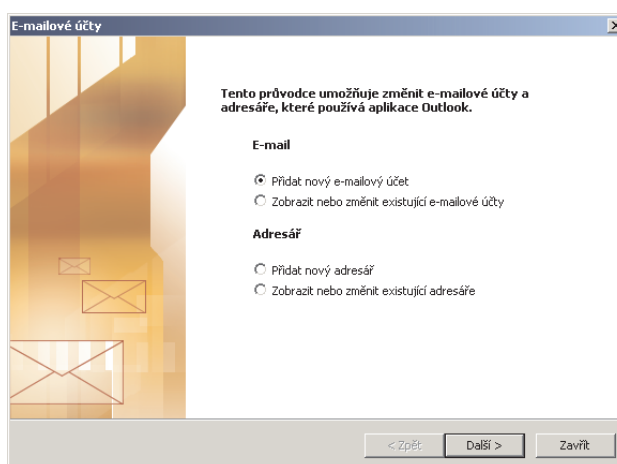 E-mailové účty
Tento průvodce umožňuje změnit e-mailové účty a
adresáře, které používá aplikace Outlook.
E-mail
Přidat nový e-mailový účet
Zobrazit nebo změnit existující e-mailové účty
Adresář
Přidat nový adresář
Zobrazit nebo změnit existující adresáře
< Zpět Další > Zavřít